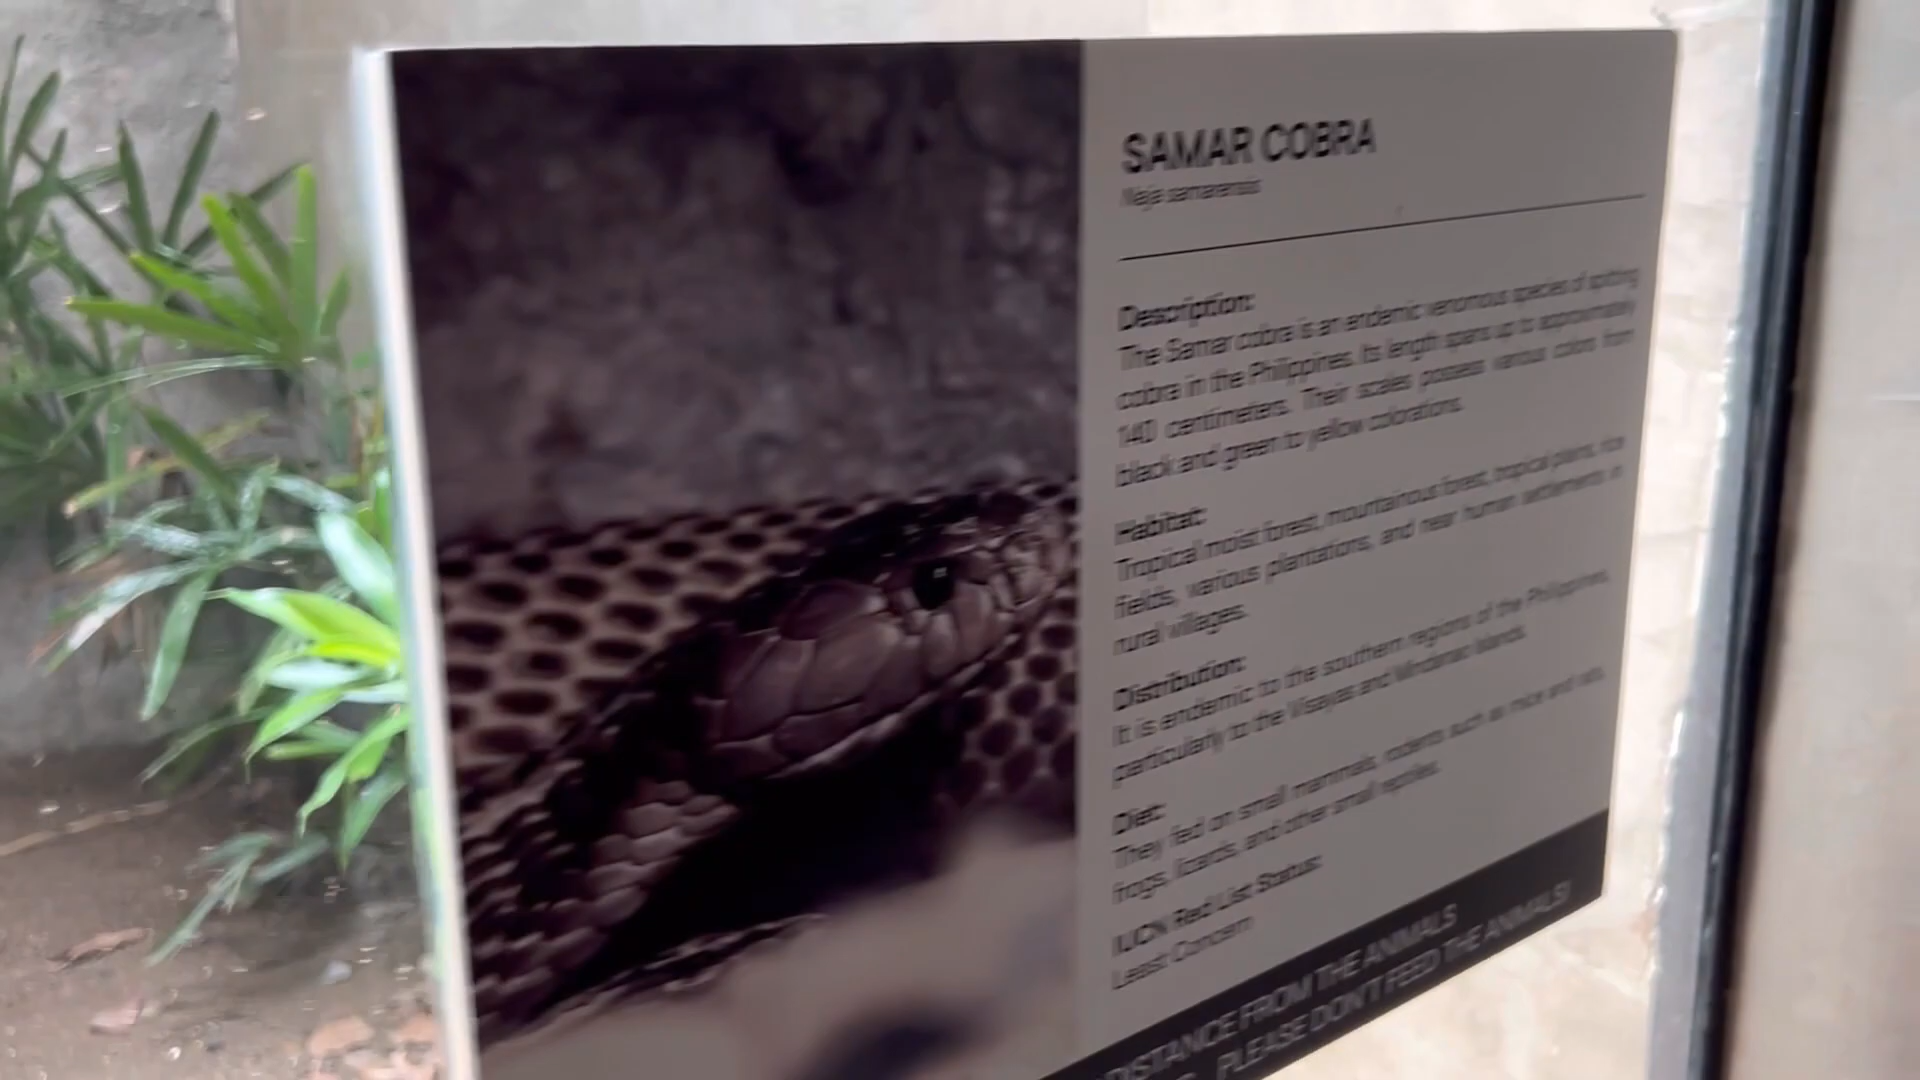 SAMAR COBRA
Naja samarensis
Description:
The Samar cobra is an endemic venomous species of spitting
cobra in the Philippines. Its length spans up to approximately
140 centimeters. Their scales possess various colors from
black and green to yellow colorations.
Habitat:
Tropical moist forest, mountainous forest, tropical plains, rice
fields, various plantations, and near human settlements in
rural villages.
Distribution:
It is endemic to the southern regions of the Philippines,
particularly to the Visayas and Mindanao Islands.
Diet:
They fed on small mammals, rodents such as mice and rats,
frogs, lizards, and other small reptiles.
IUCN Red List Status:
Least Concern
DISTANCE FROM THE ANIMALS
PLEASE DON'T FEED THE ANIMALS!